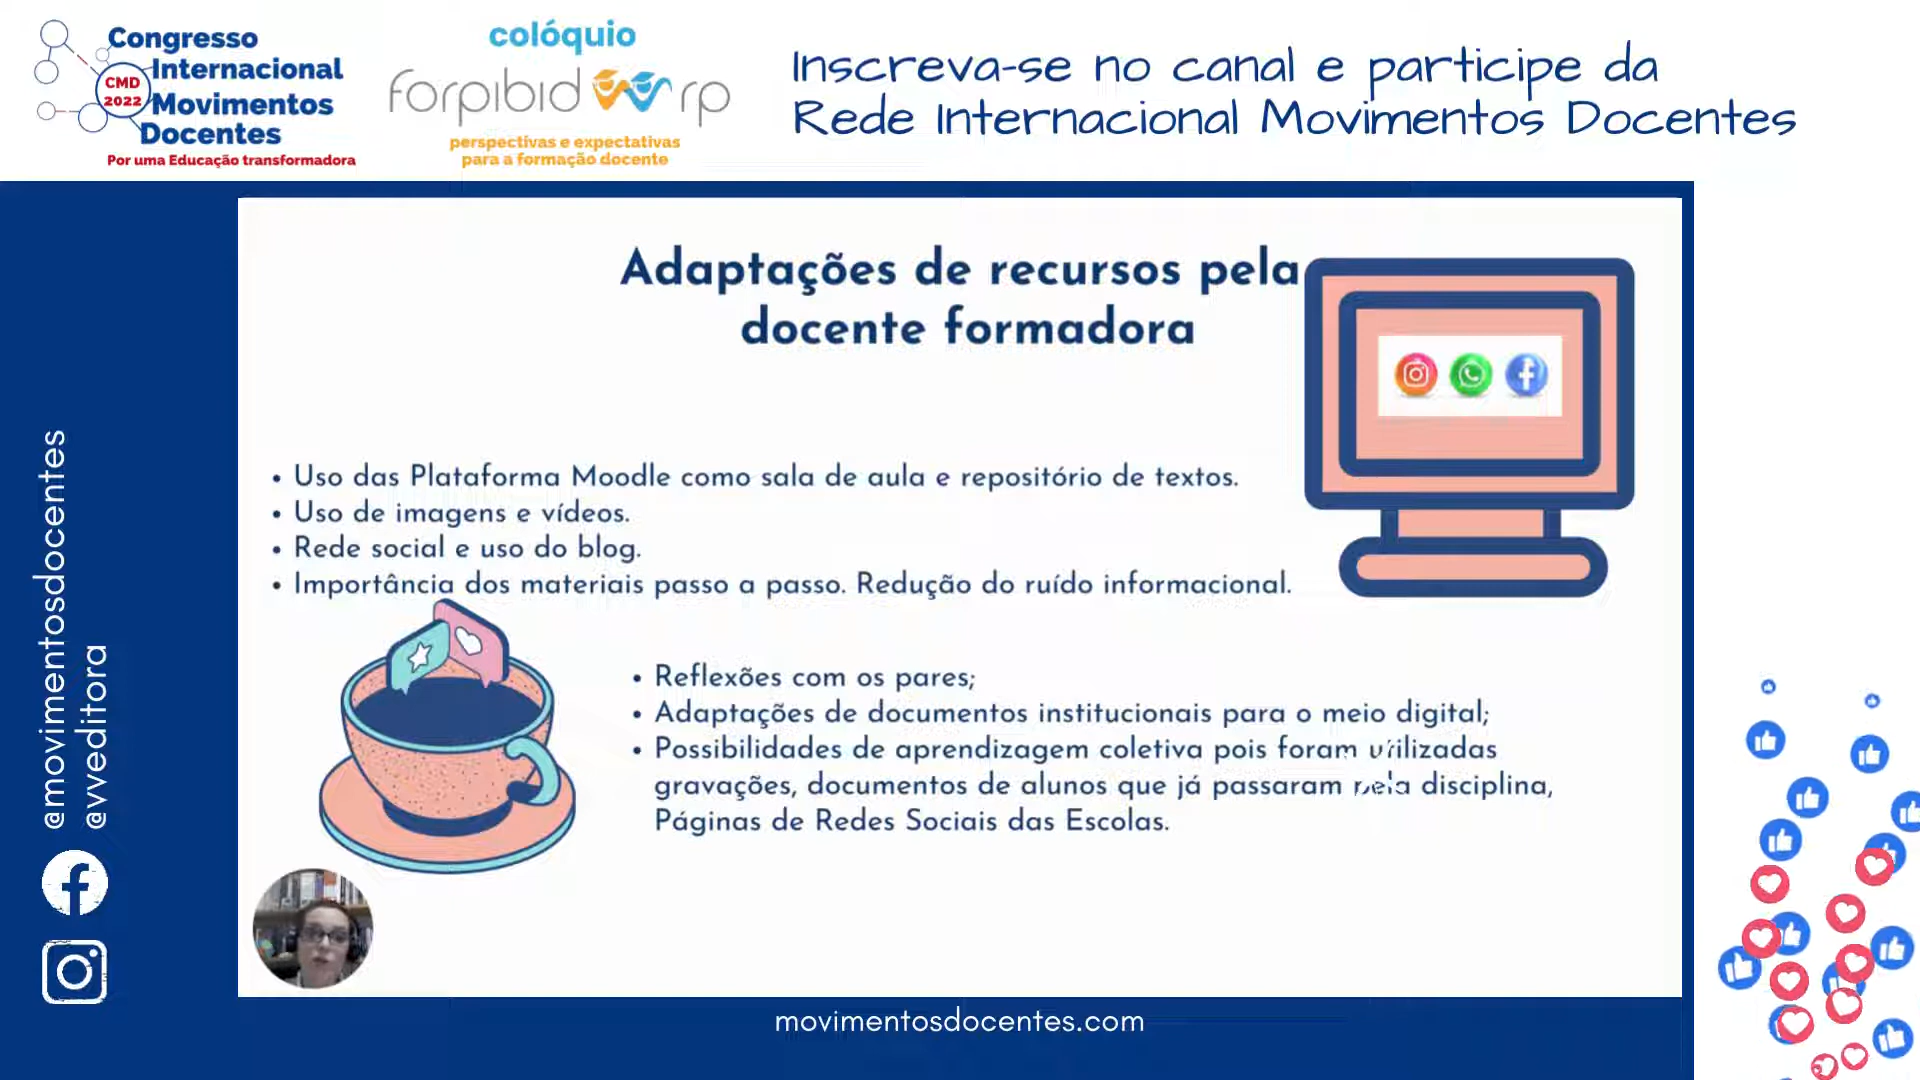 Congresso
Internacional
CMD
2022
Movimentos
Docentes
Por uma Educação transformadora
colóquio
forpibid rp
perspectivas e expectativas
para a formação docente
Inscreva-se no canal e participe da
Rede Internacional Movimentos Docentes
@movimentosdocentes
@vveditora
Adaptações de recursos pela
docente formadora
• Uso das Plataforma Moodle como sala de aula e repositório de textos.
• Uso de imagens e vídeos.
• Rede social e uso do blog.
• Importância dos materiais passo a passo. Redução do ruído informacional.
• Reflexões com os pares;
• Adaptações de documentos institucionais para o meio digital;
• Possibilidades de aprendizagem coletiva pois foram utilizadas
gravações, documentos de alunos que já passaram pela disciplina,
Páginas de Redes Sociais das Escolas.
movimentosdocentes.com